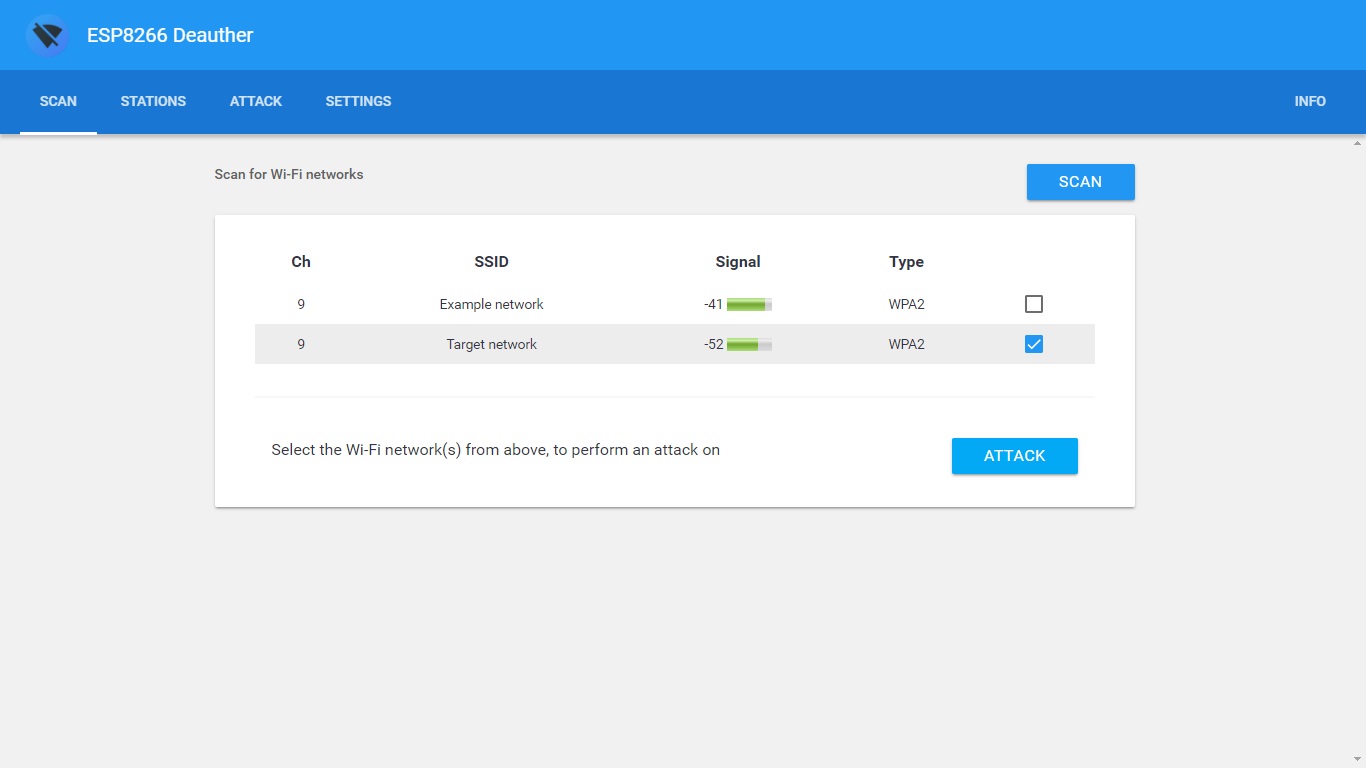 ESP8266 Deauther
SCAN STATIONS ATTACK SETTINGS INFO
Scan for Wi-Fi networks
SCAN
Ch SSID Signal Type
9 Example network -41 WPA2
9 Target network -52 WPA2
Select the Wi-Fi network(s) from above, to perform an attack on
ATTACK